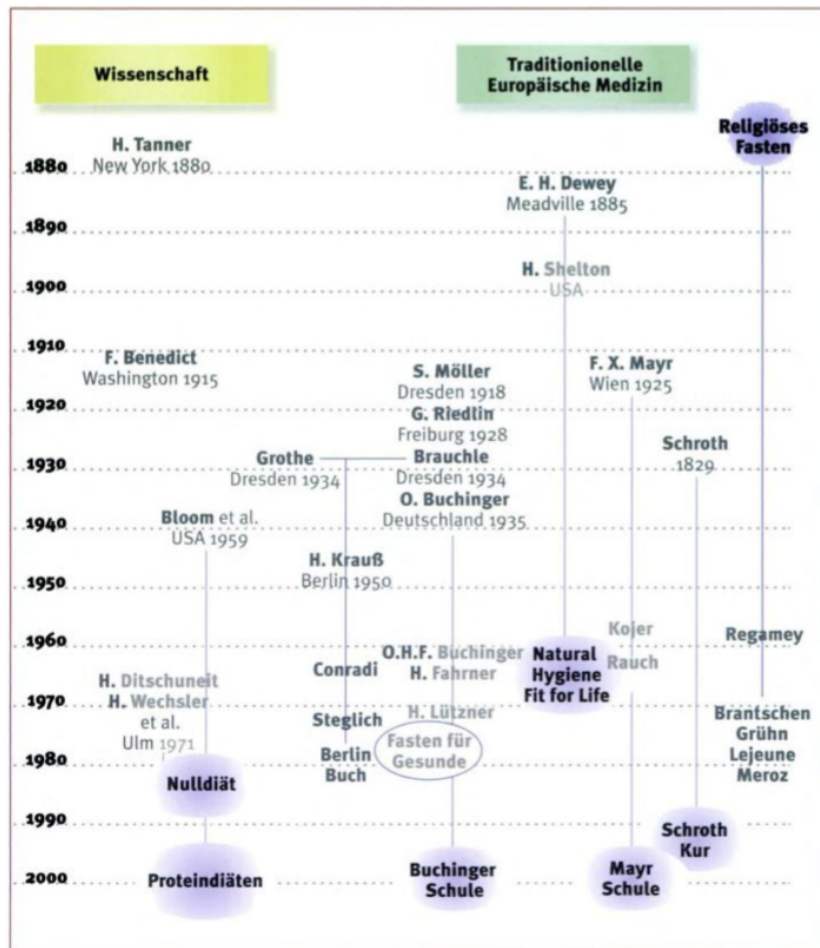 Wissenschaft
Traditionionelle
Europäische Medizin
Religiöses
Fasten
H. Tanner
New York 1880
1880
E. H. Dewey
Meadville 1885
1890
H. Shelton
USA
1900
1910
F. Benedict
Washington 1915
S. Möller
Dresden 1918
F. X. Mayr
Wien 1925
1920
G. Riedlin
Freiburg 1928
Schroth
1829
Grothe
Dresden 1934
Brauchle
Dresden 1934
1930
O. Buchinger
Deutschland 1935
Bloom et al.
USA 1959
1940
H. Krauß
Berlin 1950
1950
Kojer
Regamey
1960
O.H.F. Buchinger
H. Fahrner
Natural
Hygiene
Fit for Life
Rauch
Conradi
H. Ditschuneit
H. Wechsler
et al.
Ulm 1971
1970
Steglich
H. Lützner
Brantschen
Grühn
Lejeune
Meroz
Berlin
Buch
Fasten für
Gesunde
1980
Nulldiät
1990
Schroth
Kur
Proteindiäten
Buchinger
Schule
Mayr
Schule
2000